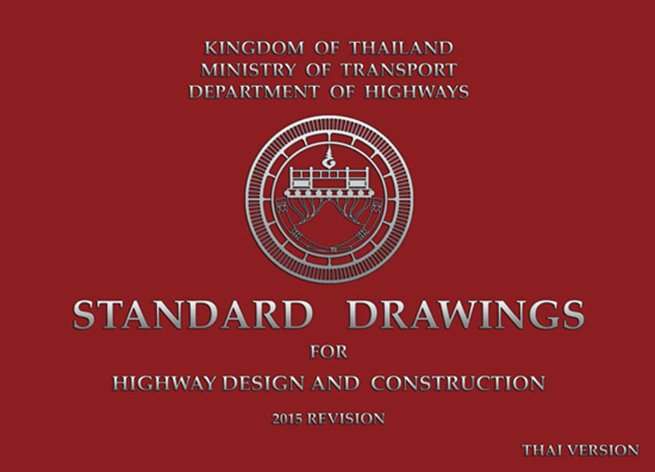 KINGDOM OF THAILAND
MINISTRY OF TRANSPORT
DEPARTMENT OF HIGHWAYS
STANDARD DRAWINGS
FOR
HIGHWAY DESIGN AND CONSTRUCTION
2015 REVISION
THAI VERSION